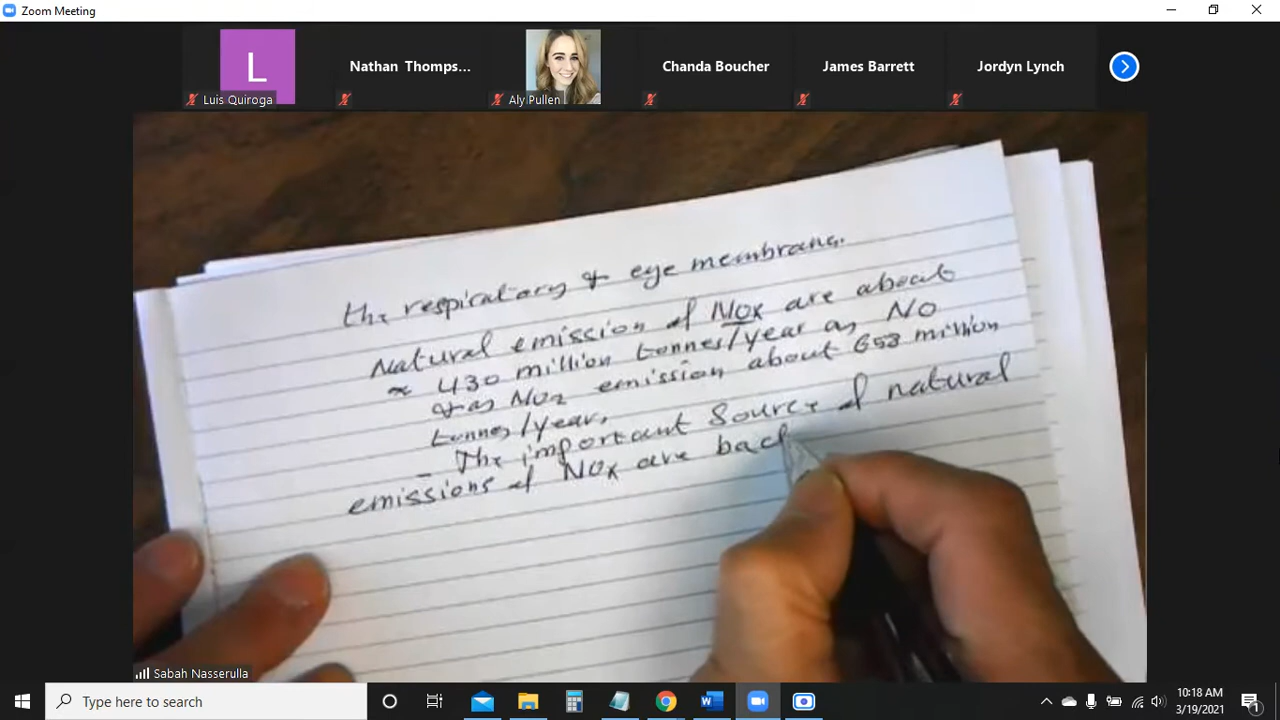 Zoom Meeting
L
Luis Quiroga
Nathan Thomps...
Aly Pullen
Chanda Boucher
James Barrett
Jordyn Lynch
the respiratory & eye membrane.
Natural emission of NOx are about
≈ 430 million tonnes/year as NO
& as NO2 emission about 658 million
tonnes/year.
- The important source of natural
emissions of NOx are bac
Sabah Nasserulla
Type here to search
10:18 AM
3/19/2021
1